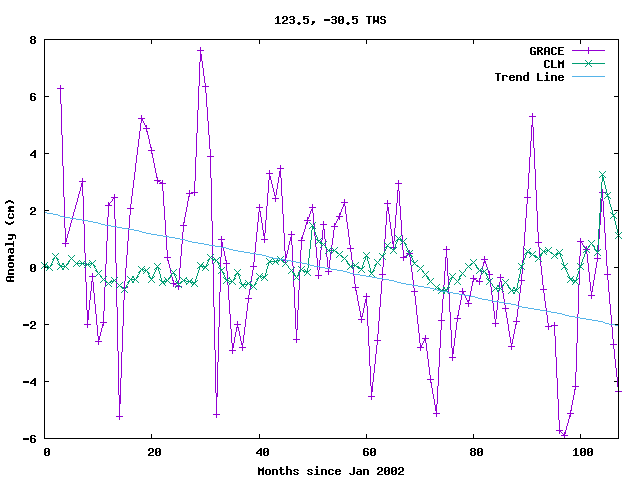 123.5, -30.5 TWS
GRACE
CLM
Trend Line
Anomaly (cm)
8
6
4
2
0
-2
-4
-6
0 20 40 60 80 100
Months since Jan 2002